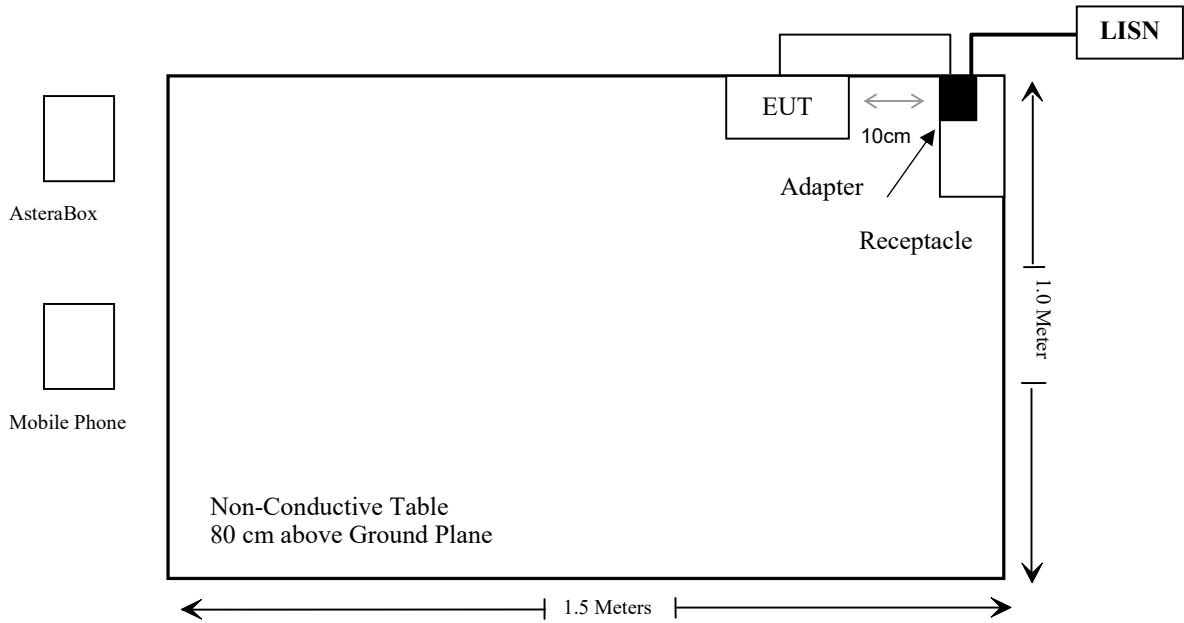 LISN
EUT
10cm
Adapter
AsteraBox
Receptacle
1.0 Meter
Mobile Phone
Non-Conductive Table
80 cm above Ground Plane
1.5 Meters